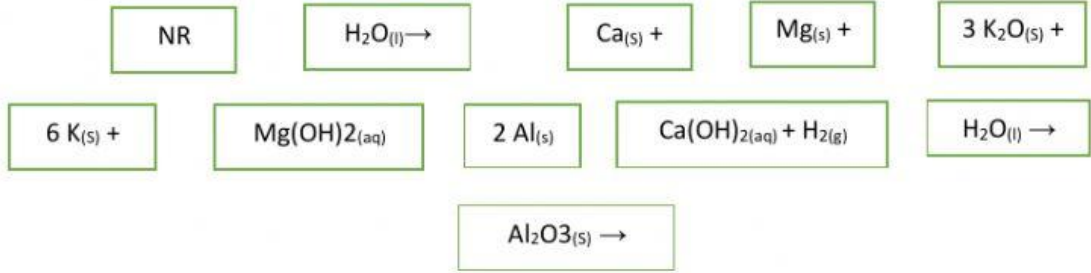 NR
H₂O₍ₗ₎→
Ca₍S₎ +
Mg₍s₎ +
3 K₂O₍S₎ +
6 K₍S₎ +
Mg(OH)2₍aq₎
2 Al₍s₎
Ca(OH)₂₍aq₎ + H₂₍g₎
H₂O₍ₗ₎ →
Al₂O3₍S₎ →